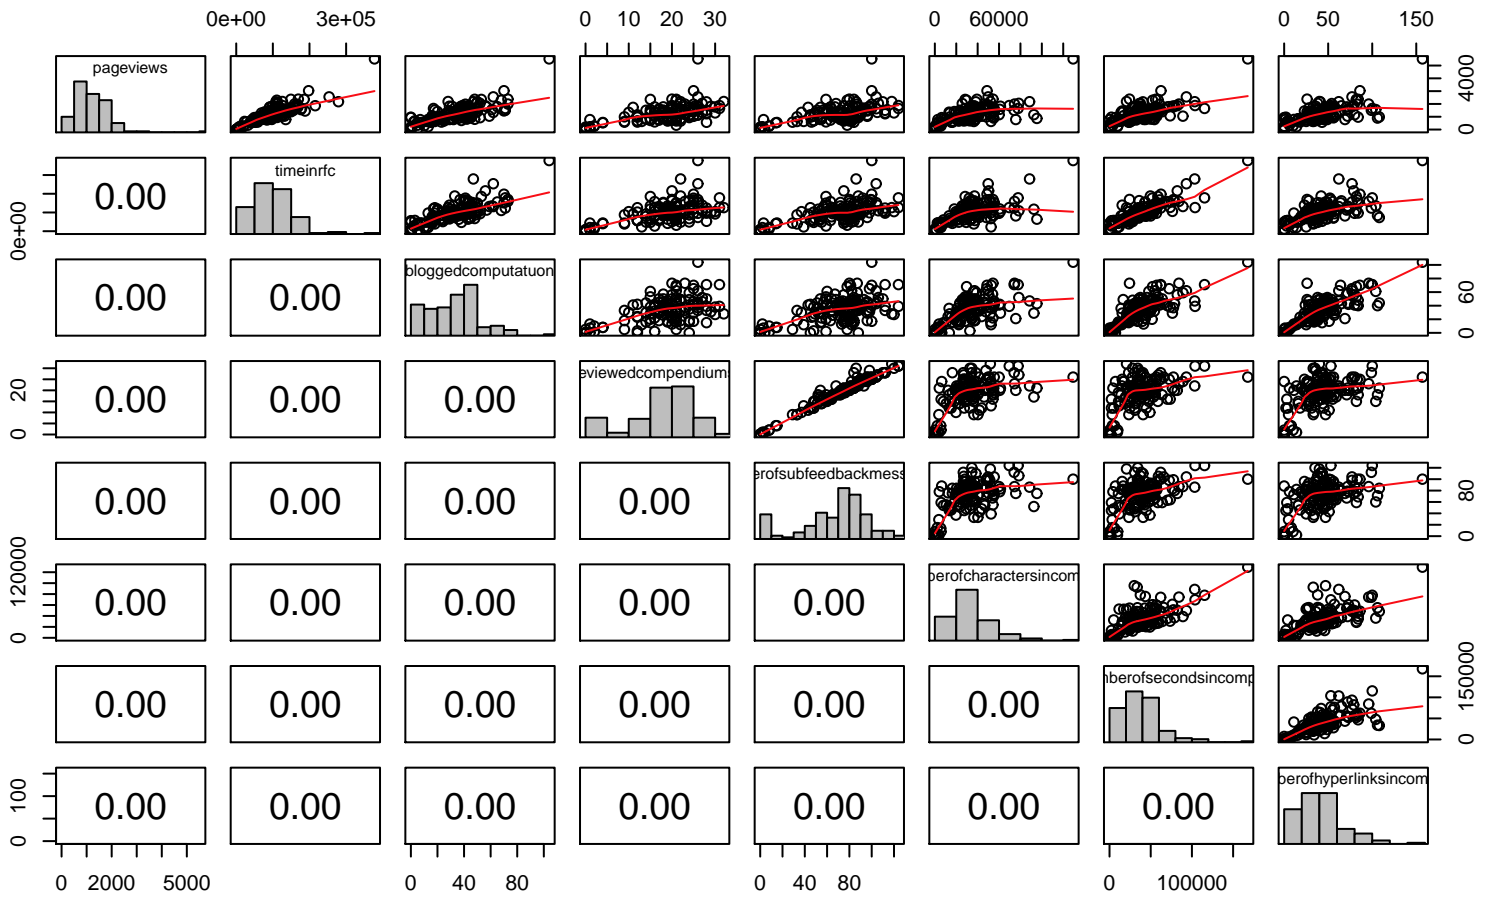 0e+00 3e+05 0 10 20 30 0 60000 0 50 150
pageviews 0 4000
0.00 timeinrfc 0e+00
0.00 0.00 bloggedcomputatuon 0 60
0.00 0.00 0.00 eviewedcompendiums 0 20
0.00 0.00 0.00 0.00 erofsubfeedbackmess 0 80
0.00 0.00 0.00 0.00 0.00 berofcharactersincom 0 120000
0.00 0.00 0.00 0.00 0.00 0.00 mberofsecondsincomp 0 150000
0.00 0.00 0.00 0.00 0.00 0.00 0.00 berofhyperlinksincom 0 100
0 2000 5000 0 40 80 0 40 80 0 100000